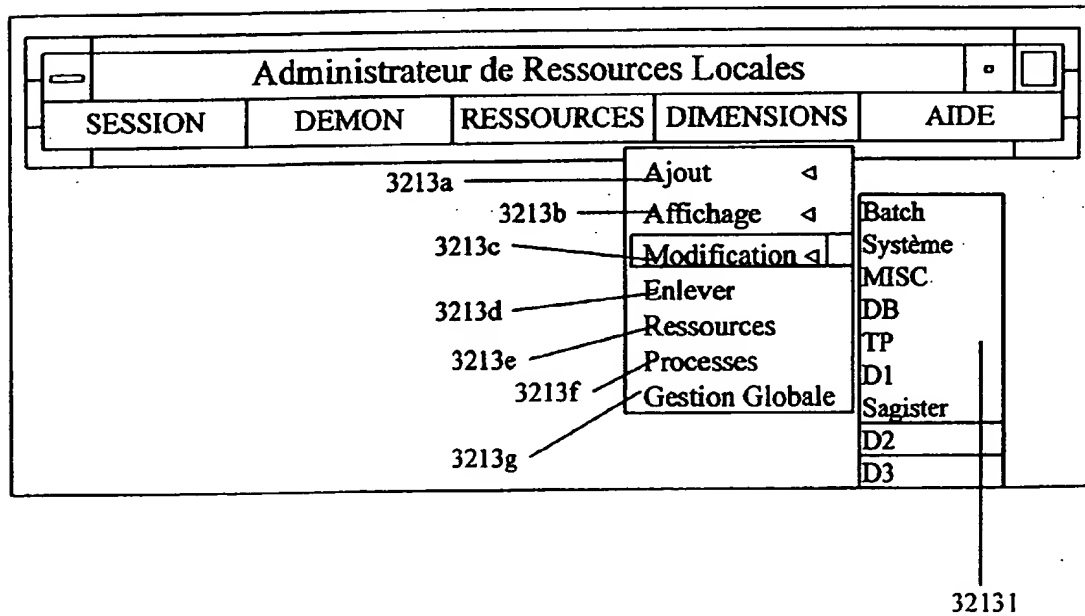 Administrateur de Ressources Locales
SESSION DEMON RESSOURCES DIMENSIONS AIDE
3213a Ajout
3213b Affichage
3213c Modification
3213d Enlever
3213e Ressources
3213f Processes
3213g Gestion Globale
Batch
Système
MISC
DB
TP
D1
Sagister
D2
D3
32131